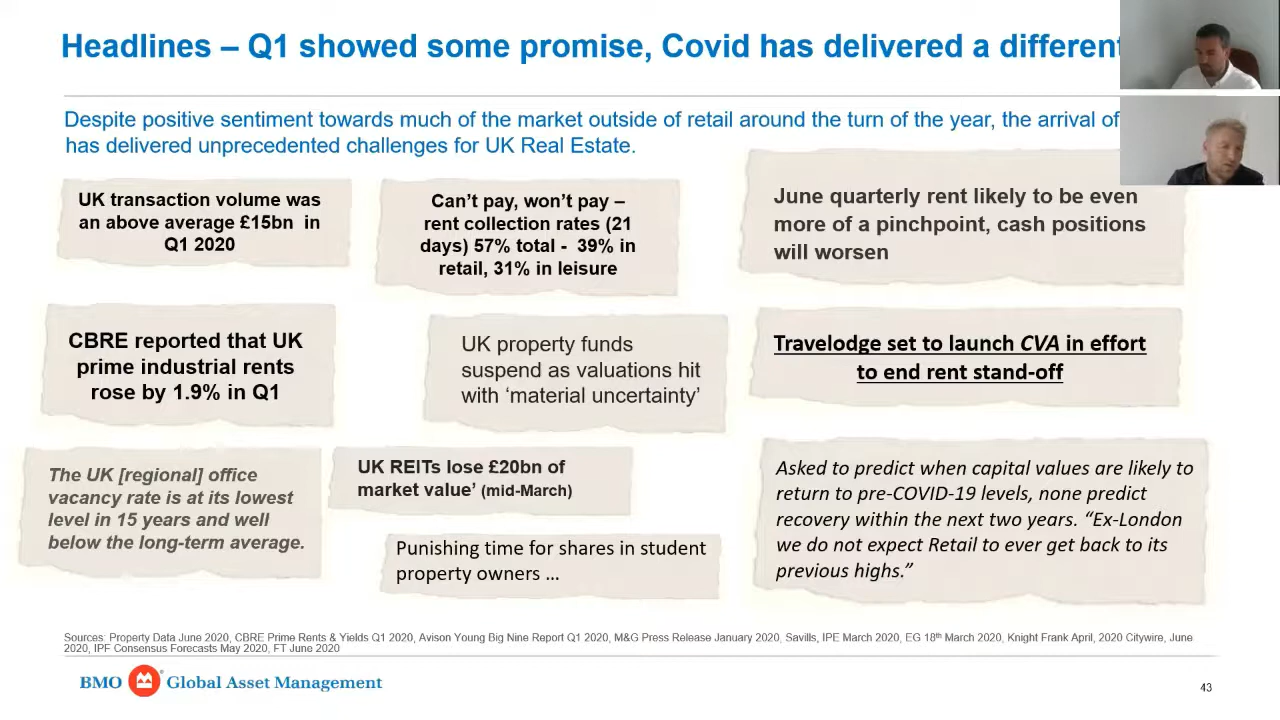 Headlines – Q1 showed some promise, Covid has delivered a different
Despite positive sentiment towards much of the market outside of retail around the turn of the year, the arrival of
has delivered unprecedented challenges for UK Real Estate.
UK transaction volume was
an above average £15bn in
Q1 2020
Can’t pay, won’t pay –
rent collection rates (21
days) 57% total - 39% in
retail, 31% in leisure
June quarterly rent likely to be even
more of a pinchpoint, cash positions
will worsen
CBRE reported that UK
prime industrial rents
rose by 1.9% in Q1
UK property funds
suspend as valuations hit
with ‘material uncertainty’
Travelodge set to launch CVA in effort
to end rent stand-off
The UK [regional] office
vacancy rate is at its lowest
level in 15 years and well
below the long-term average.
UK REITs lose £20bn of
market value’ (mid-March)
Punishing time for shares in student
property owners …
Asked to predict when capital values are likely to
return to pre-COVID-19 levels, none predict
recovery within the next two years. “Ex-London
we do not expect Retail to ever get back to its
previous highs.”
Sources: Property Data June 2020, CBRE Prime Rents & Yields Q1 2020, Avison Young Big Nine Report Q1 2020, M&G Press Release January 2020, Savills, IPE March 2020, EG 18th March 2020, Knight Frank April, 2020 Citywire, June
2020, IPF Consensus Forecasts May 2020, FT June 2020
BMO Global Asset Management
43